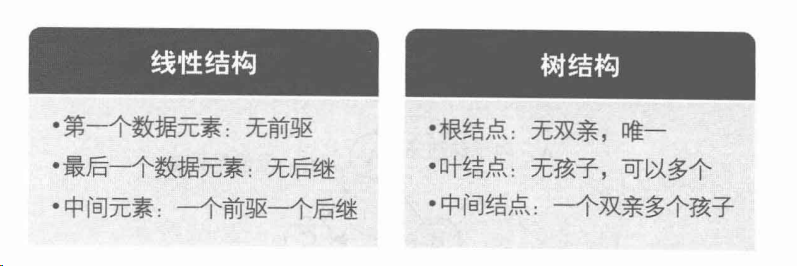 线性结构
•第一个数据元素：无前驱
•最后一个数据元素：无后继
•中间元素：一个前驱一个后继
树结构
•根结点：无双亲，唯一
•叶结点：无孩子，可以多个
•中间结点：一个双亲多个孩子